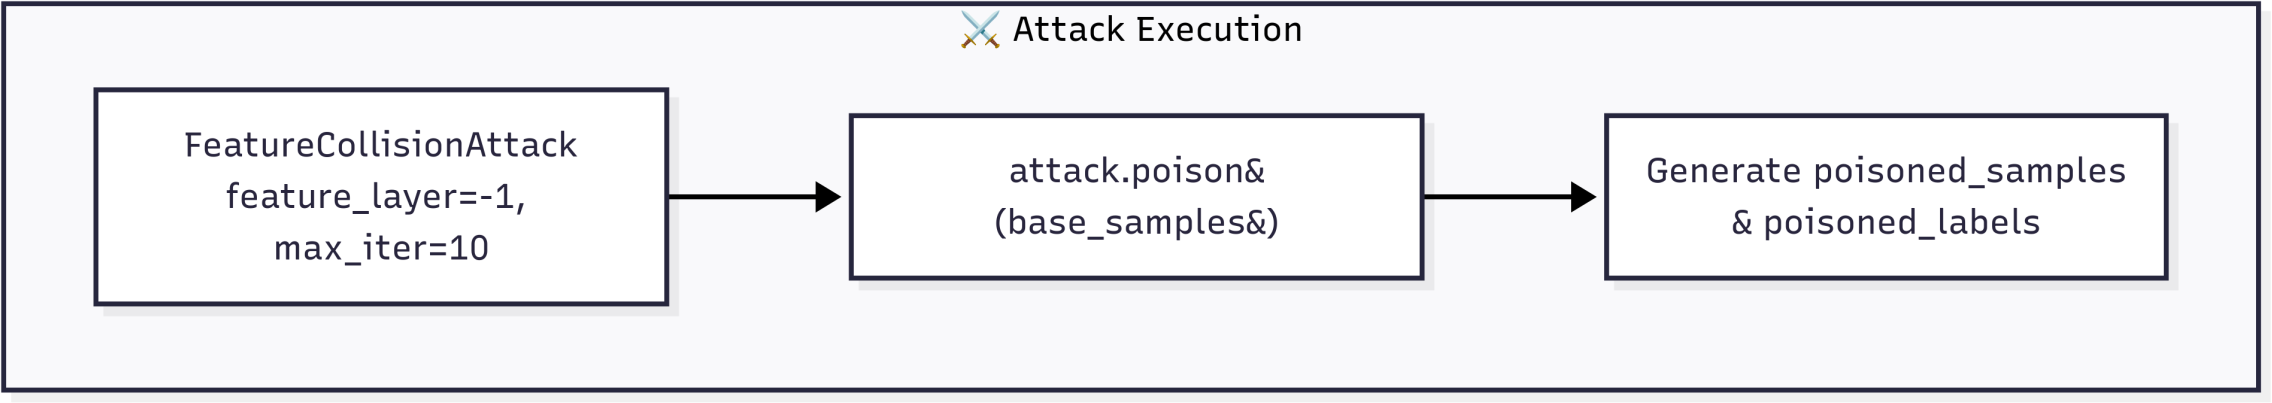 ⚔️ Attack Execution
FeatureCollisionAttack
feature_layer=-1,
max_iter=10
attack.poison&
(base_samples&)
Generate poisoned_samples
& poisoned_labels